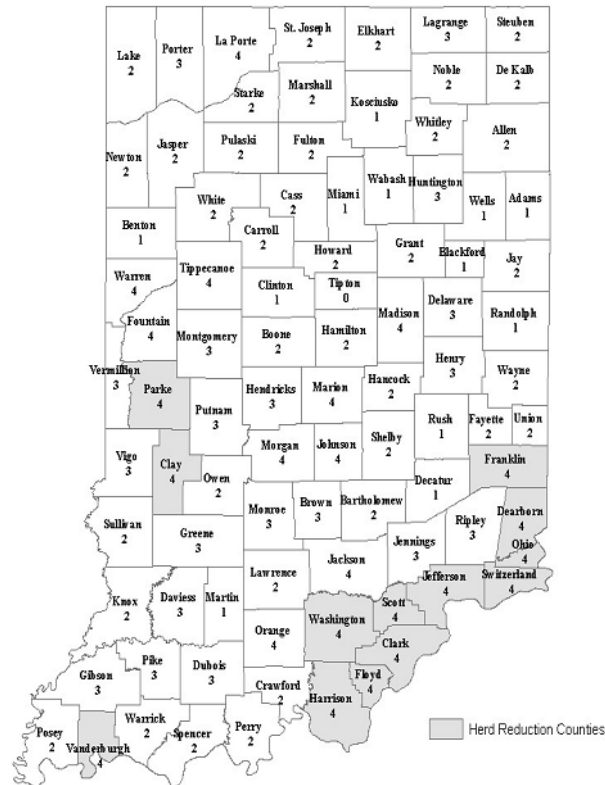 St. Joseph
2
Elkhart
2
Lagrange
3
Steuben
2
Lake
2
Porter
3
La Porte
4
Noble
2
De Kalb
2
Starke
2
Marshall
2
Kosciusko
1
Whitley
2
Allen
2
Newton
2
Jasper
2
Pulaski
2
Fulton
2
White
2
Cass
2
Miami
1
Wabash
1
Huntington
3
Wells
1
Adams
1
Benton
1
Carroll
2
Howard
2
Grant
2
Blackford
1
Jay
2
Warren
4
Tippecanoe
4
Clinton
1
Tipton
0
Madison
4
Delaware
3
Randolph
1
Fountain
4
Montgomery
3
Boone
2
Hamilton
2
Henry
3
Wayne
2
Vermillion
3
Parke
4
Putnam
3
Hendricks
3
Marion
4
Hancock
2
Rush
1
Fayette
2
Union
2
Vigo
3
Clay
4
Owen
2
Morgan
4
Johnson
4
Shelby
2
Decatur
1
Franklin
4
Sullivan
2
Greene
3
Monroe
3
Brown
3
Bartholomew
2
Jennings
3
Ripley
3
Dearborn
4
Ohio
4
Knox
2
Daviess
3
Martin
1
Lawrence
2
Jackson
4
Jefferson
4
Switzerland
4
Orange
4
Washington
4
Scott
4
Clark
4
Gibson
3
Pike
3
Dubois
3
Crawford
2
Harrison
4
Floyd
4
Posey
2
Vanderburgh
4
Warrick
2
Spencer
2
Perry
2
Herd Reduction Counties